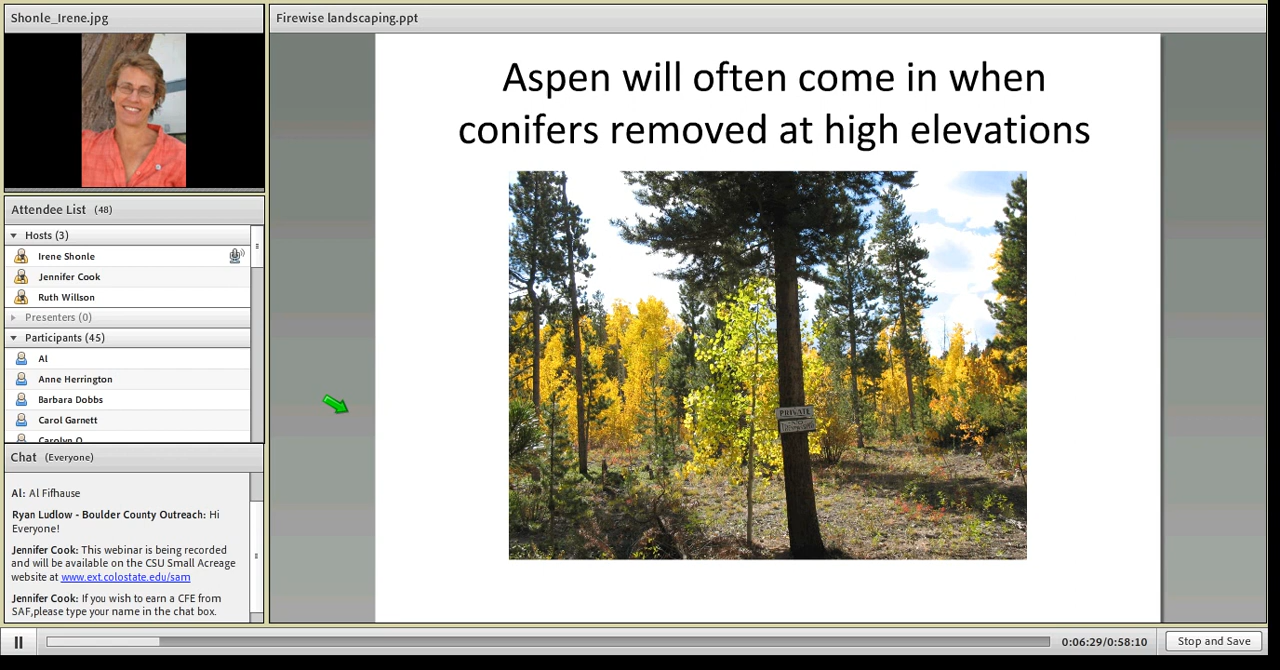 Shonle_Irene.jpg
Attendee List (48)
Hosts (3)
Irene Shonle
Jennifer Cook
Ruth Willson
Presenters (0)
Participants (45)
Al
Anne Herrington
Barbara Dobbs
Carol Garnett
Carolyn O
Chat (Everyone)
Al: Al Fifhause
Ryan Ludlow - Boulder County Outreach: Hi
Everyone!
Jennifer Cook: This webinar is being recorded
and will be available on the CSU Small Acreage
website at www.ext.colostate.edu/sam
Jennifer Cook: If you wish to earn a CFE from
SAF,please type your name in the chat box.
Firewise landscaping.ppt
Aspen will often come in when
conifers removed at high elevations
PRIVATE
0:06:29/0:58:10
Stop and Save